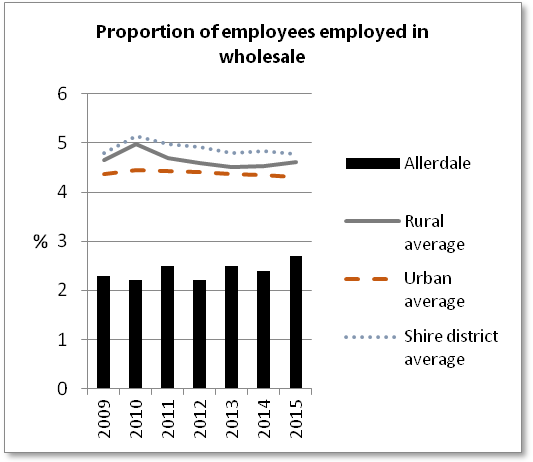 Proportion of employees employed in
wholesale
6
5
4
3
2
1
0
%
2009
2010
2011
2012
2013
2014
2015
Allerdale
Rural
average
Urban
average
Shire district
average